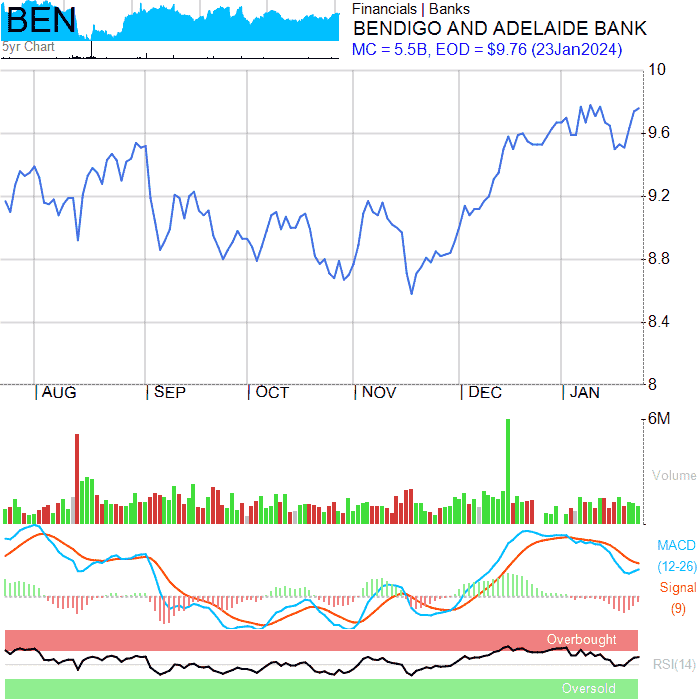 BEN
5yr Chart
Financials | Banks
BENDIGO AND ADELAIDE BANK
MC = 5.5B, EOD = $9.76 (23Jan2024)
10
9.6
9.2
8.8
8.4
8
AUG SEP OCT NOV DEC JAN
6M
Volume
MACD
(12-26)
Signal
(9)
Overbought
RSI(14)
Oversold